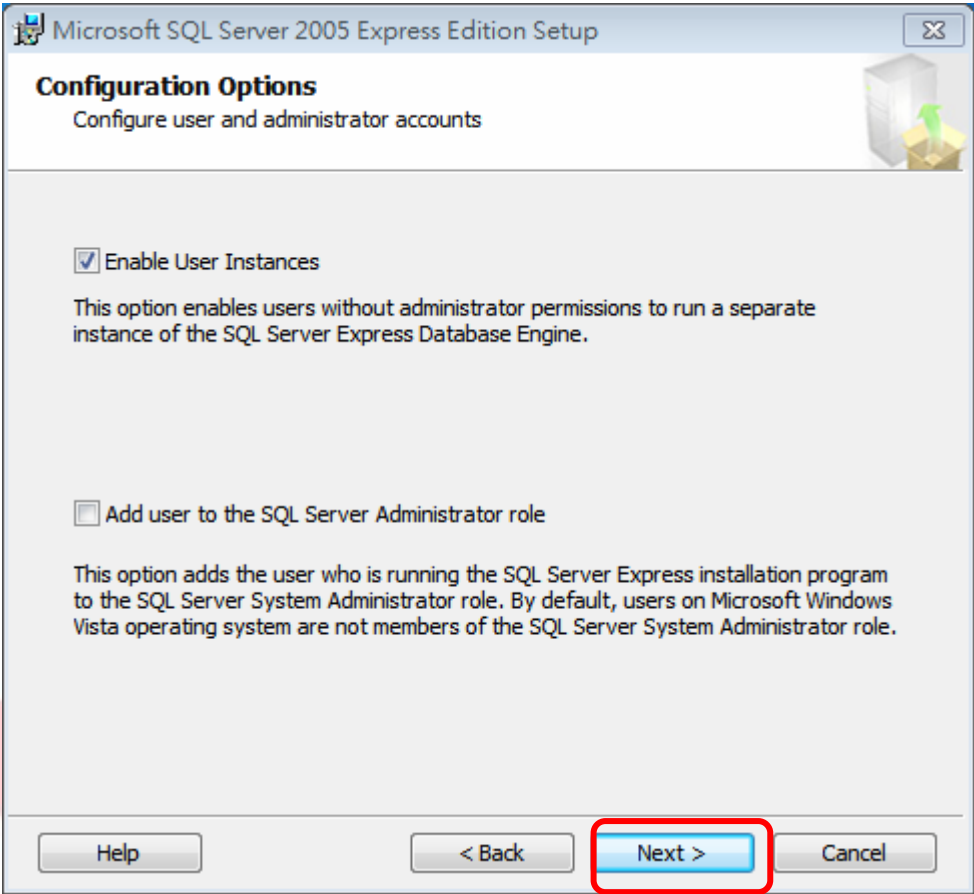 Microsoft SQL Server 2005 Express Edition Setup
Configuration Options
Configure user and administrator accounts
Enable User Instances
This option enables users without administrator permissions to run a separate
instance of the SQL Server Express Database Engine.
Add user to the SQL Server Administrator role
This option adds the user who is running the SQL Server Express installation program
to the SQL Server System Administrator role. By default, users on Microsoft Windows
Vista operating system are not members of the SQL Server System Administrator role.
Help
< Back
Next >
Cancel